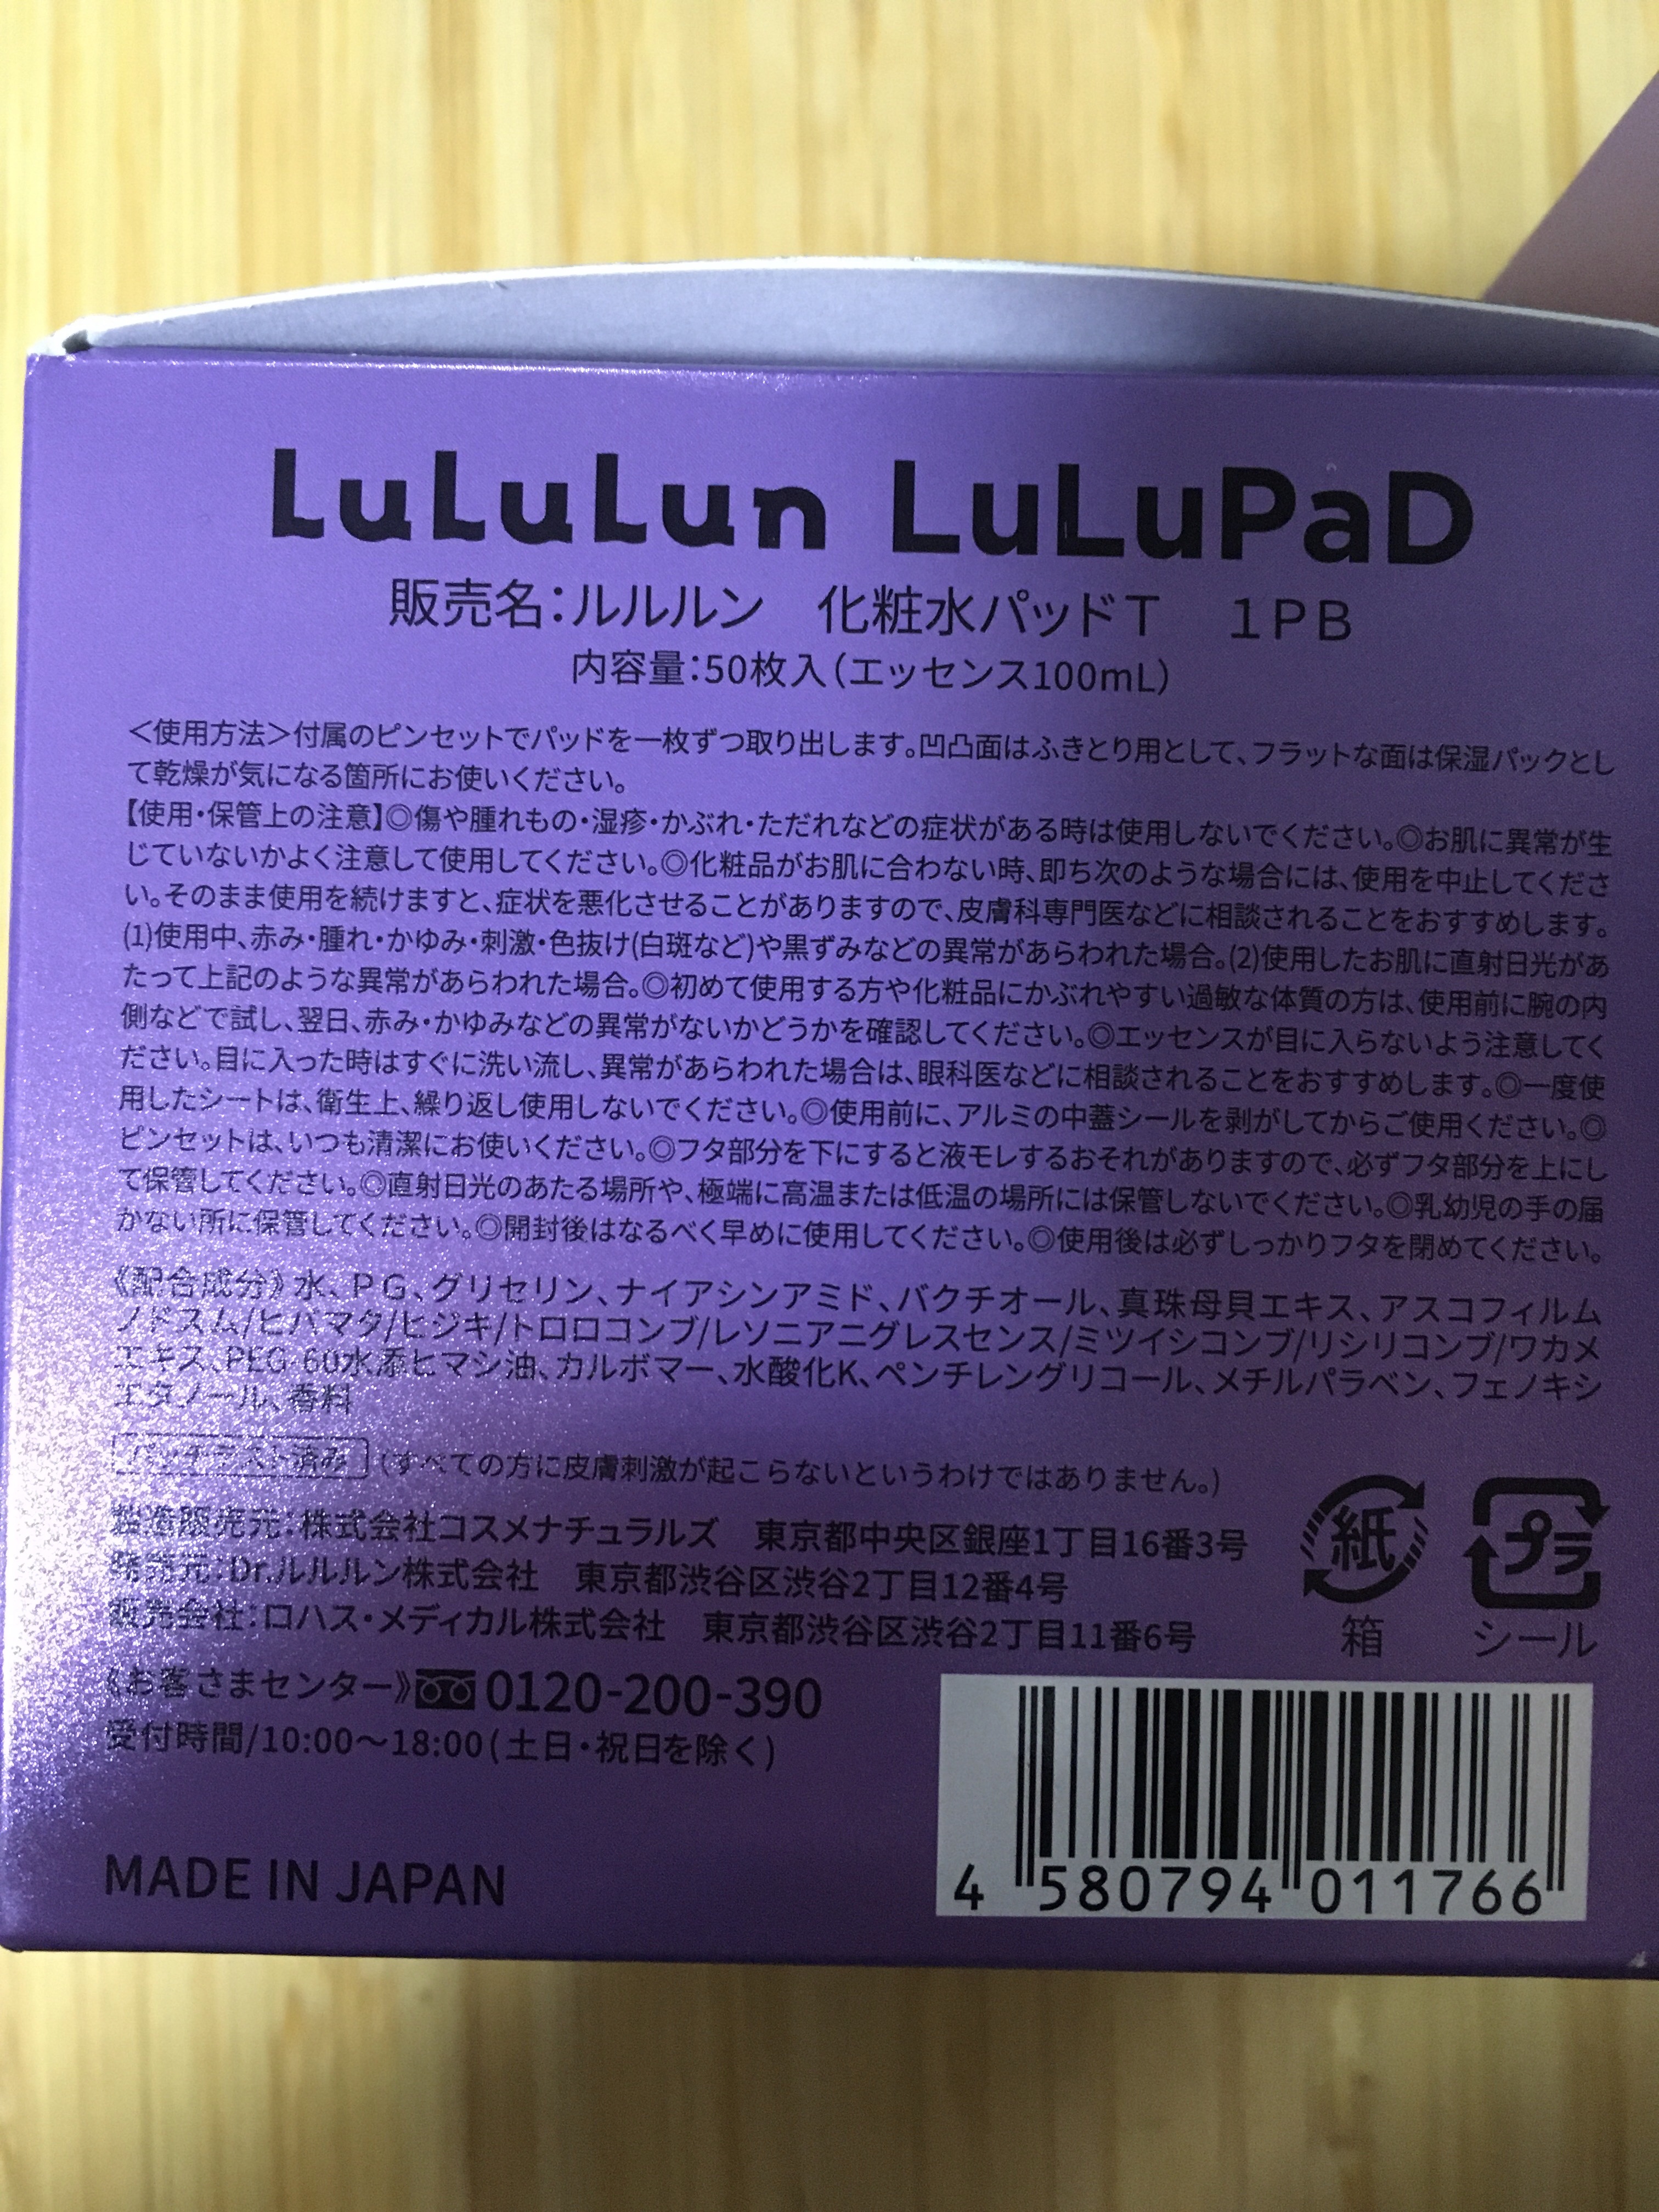 LuLuLun LuLuPaD
販売名：ルルルン　化粧水パッドT　1PB
内容量：50枚入（エッセンス100mL）
＜使用方法＞付属のピンセットでパッドを一枚ずつ取り出します。凹凸面はふきとり用として、フラットな面は保湿パックとし
て乾燥が気になる箇所にお使いください。
【使用・保管上の注意】◎傷や腫れもの・湿疹・かぶれ・ただれなどの症状がある時は使用しないでください。◎お肌に異常が生
じていないかよく注意して使用してください。◎化粧品がお肌に合わない時、即ち次のような場合には、使用を中止してくださ
い。そのまま使用を続けますと、症状を悪化させることがありますので、皮膚科専門医などに相談されることをおすすめします。
(1)使用中、赤み・腫れ・かゆみ・刺激・色抜け(白斑など)や黒ずみなどの異常があらわれた場合。(2)使用したお肌に直射日光があ
たって上記のような異常があらわれた場合。◎初めて使用する方や化粧品にかぶれやすい過敏な体質の方は、使用前に腕の内
側などで試し、翌日、赤み・かゆみなどの異常がないかどうかを確認してください。◎エッセンスが目に入らないよう注意してく
ださい。目に入った時はすぐに洗い流し、異常があらわれた場合は、眼科医などに相談されることをおすすめします。◎一度使
用したシートは、衛生上、繰り返し使用しないでください。◎使用前に、アルミの中蓋シールを剥がしてからご使用ください。◎
ピンセットは、いつも清潔にお使いください。◎フタ部分を下にすると液モレするおそれがありますので、必ずフタ部分を上にし
て保管してください。◎直射日光のあたる場所や、極端に高温または低温の場所には保管しないでください。◎乳幼児の手の届
かない所に保管してください。◎開封後はなるべく早めに使用してください。◎使用後は必ずしっかりフタを閉めてください。
《配合成分》水、PG、グリセリン、ナイアシンアミド、バクチオール、真珠母貝エキス、アスコフィルム
ノドスム/ヒバマタ/ヒジキ/トロロコンブ/レソニアニグレスセンス/ミツイシコンブ/リシリコンブ/ワカメ
エキス、PEG-60水添ヒマシ油、カルボマー、水酸化K、ペンチレングリコール、メチルパラベン、フェノキシ
エタノール、香料
パッチテスト済み (すべての方に皮膚刺激が起こらないというわけではありません。)
製造販売元：株式会社コスメナチュラルズ　東京都中央区銀座1丁目16番3号
発売元：Dr.ルルルン株式会社　東京都渋谷区渋谷2丁目12番4号
販売会社：ロハス・メディカル株式会社　東京都渋谷区渋谷2丁目11番6号
紙
箱
プラ
シール
《お客さまセンター》0120-200-390
受付時間/10:00～18:00(土日・祝日を除く)
MADE IN JAPAN
4 580794 011766